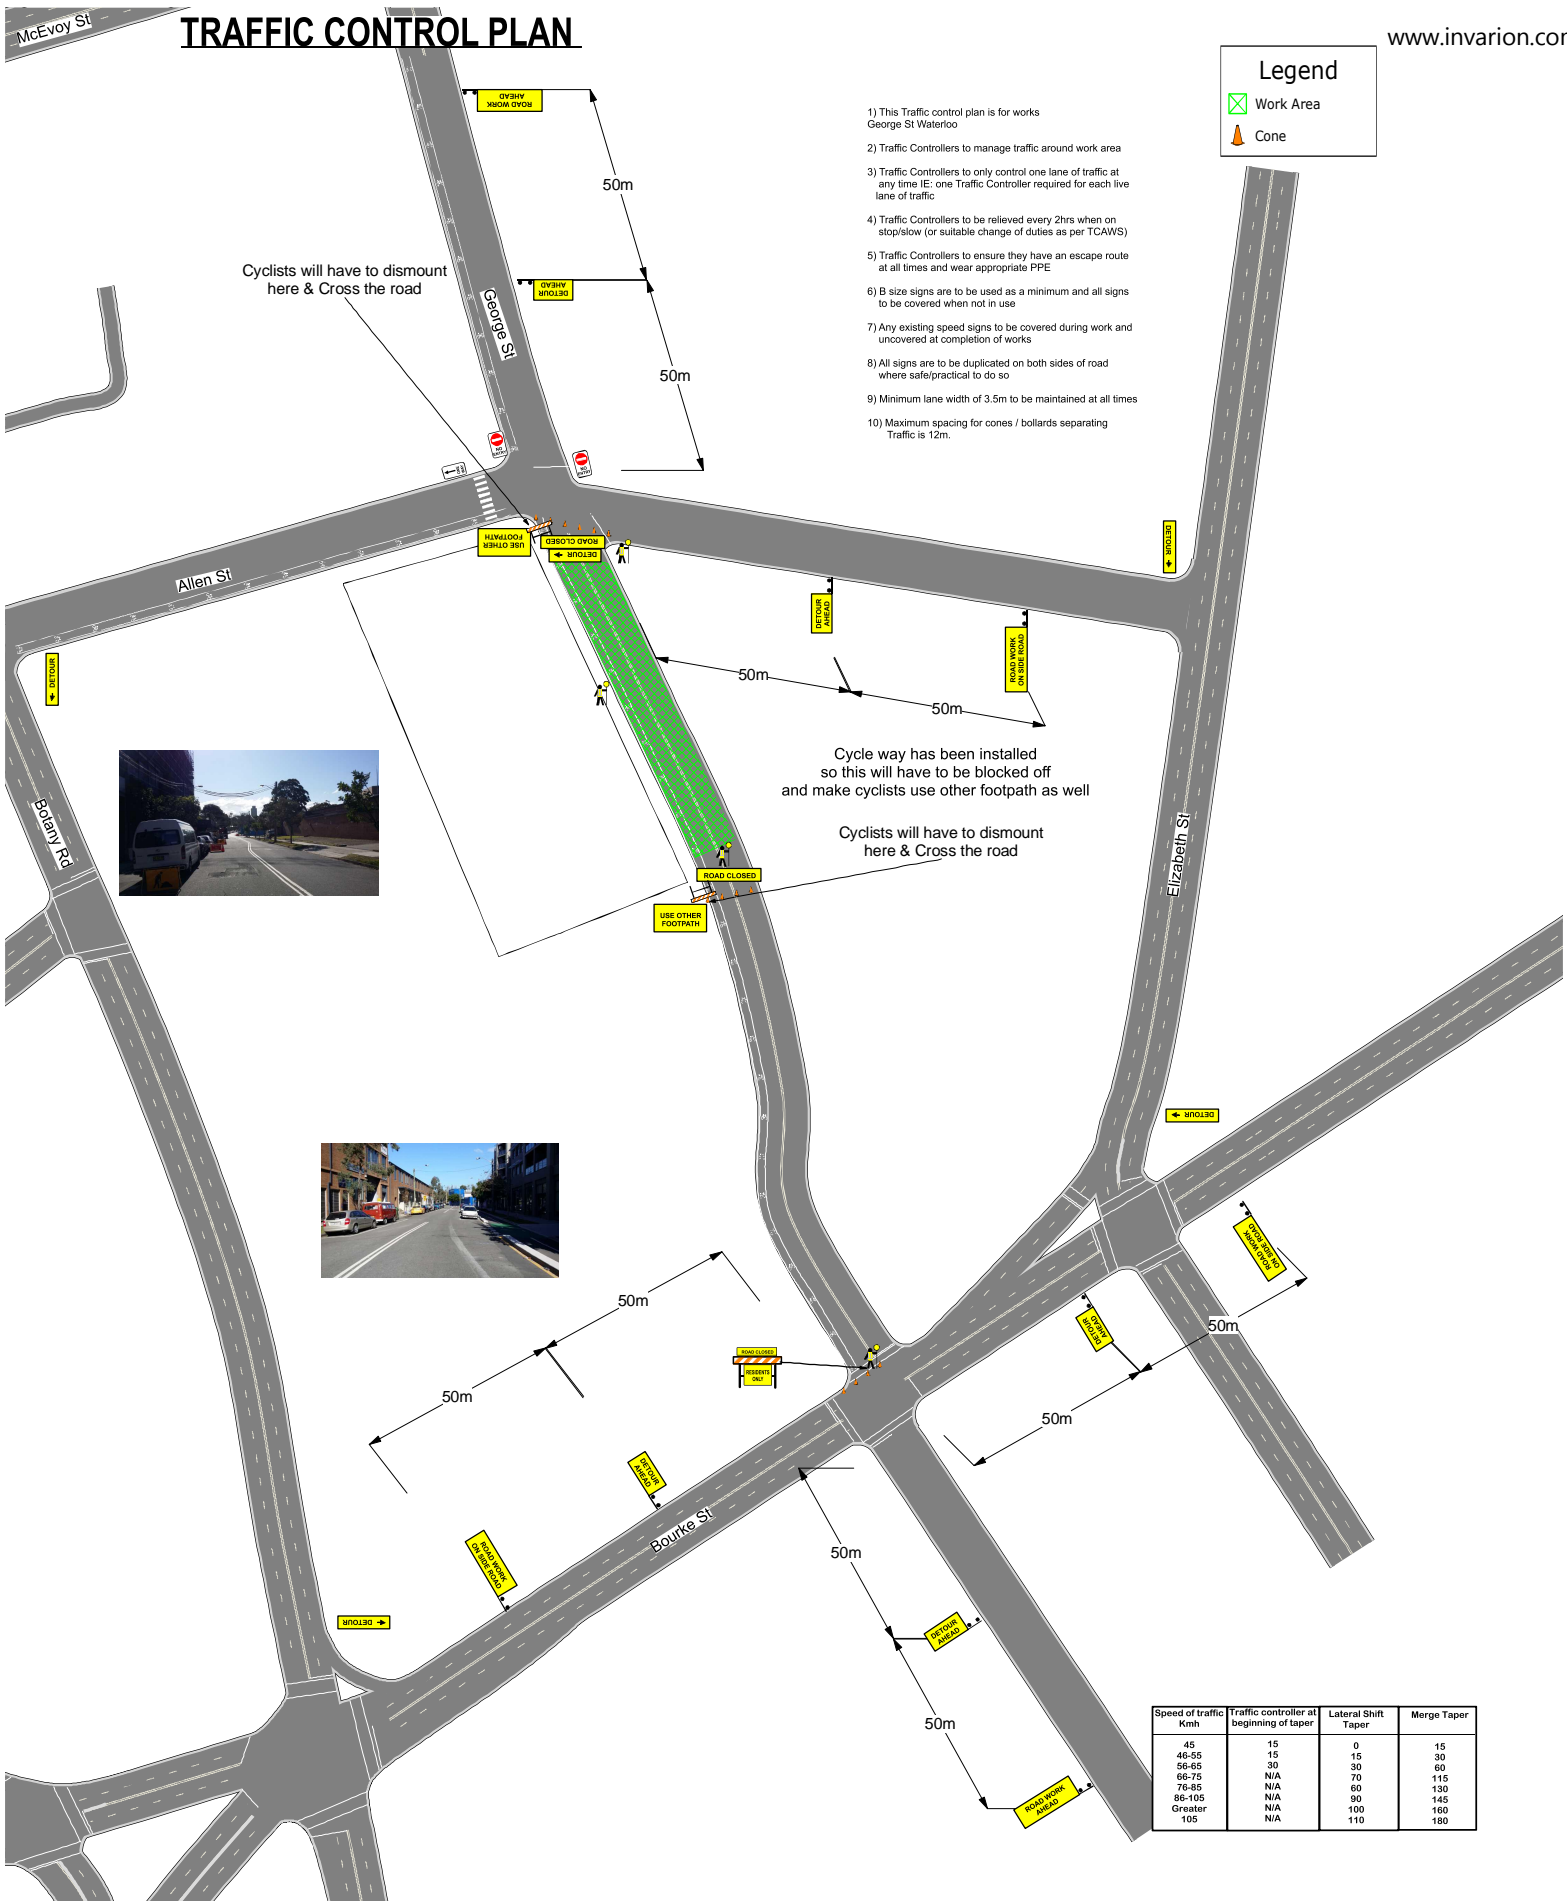 McEvoy St
TRAFFIC CONTROL PLAN
www.invarion.com
Legend
Work Area
Cone
ROAD WORK
AHEAD
50m
1) This Traffic control plan is for works
George St Waterloo
2) Traffic Controllers to manage traffic around work area
3) Traffic Controllers to only control one lane of traffic at
any time IE: one Traffic Controller required for each live
lane of traffic
4) Traffic Controllers to be relieved every 2hrs when on
stop/slow (or suitable change of duties as per TCAWS)
5) Traffic Controllers to ensure they have an escape route
at all times and wear appropriate PPE
6) B size signs are to be used as a minimum and all signs
to be covered when not in use
7) Any existing speed signs to be covered during work and
uncovered at completion of works
8) All signs are to be duplicated on both sides of road
where safe/practical to do so
9) Minimum lane width of 3.5m to be maintained at all times
10) Maximum spacing for cones / bollards separating
Traffic is 12m.
Cyclists will have to dismount
here & Cross the road
DETOUR
AHEAD
George St
50m
NO
ENTRY
NO
ENTRY
USE OTHER
FOOTPATH
ROAD CLOSED
DETOUR
DETOUR
Allen St
DETOUR
AHEAD
ROAD WORK
ON SIDE ROAD
DETOUR
50m
50m
Cycle way has been installed
so this will have to be blocked off
and make cyclists use other footpath as well
Botany Rd
Cyclists will have to dismount
here & Cross the road
Elizabeth St
ROAD CLOSED
USE OTHER
FOOTPATH
DETOUR
ROAD WORK
ON SIDE ROAD
50m
50m
DETOUR
AHEAD
50m
50m
ROAD CLOSED
RESIDENTS
ONLY
DETOUR
AHEAD
Bourke St
ROAD WORK
ON SIDE ROAD
50m
DETOUR
DETOUR
AHEAD
50m
ROAD WORK
AHEAD
Speed of traffic Kmh Traffic controller at beginning of taper Lateral Shift Taper Merge Taper
45 15 0 15
46-55 15 15 30
56-65 30 30 60
66-75 N/A 70 115
76-85 N/A 60 130
86-105 N/A 90 145
Greater N/A 100 160
105 N/A 110 180